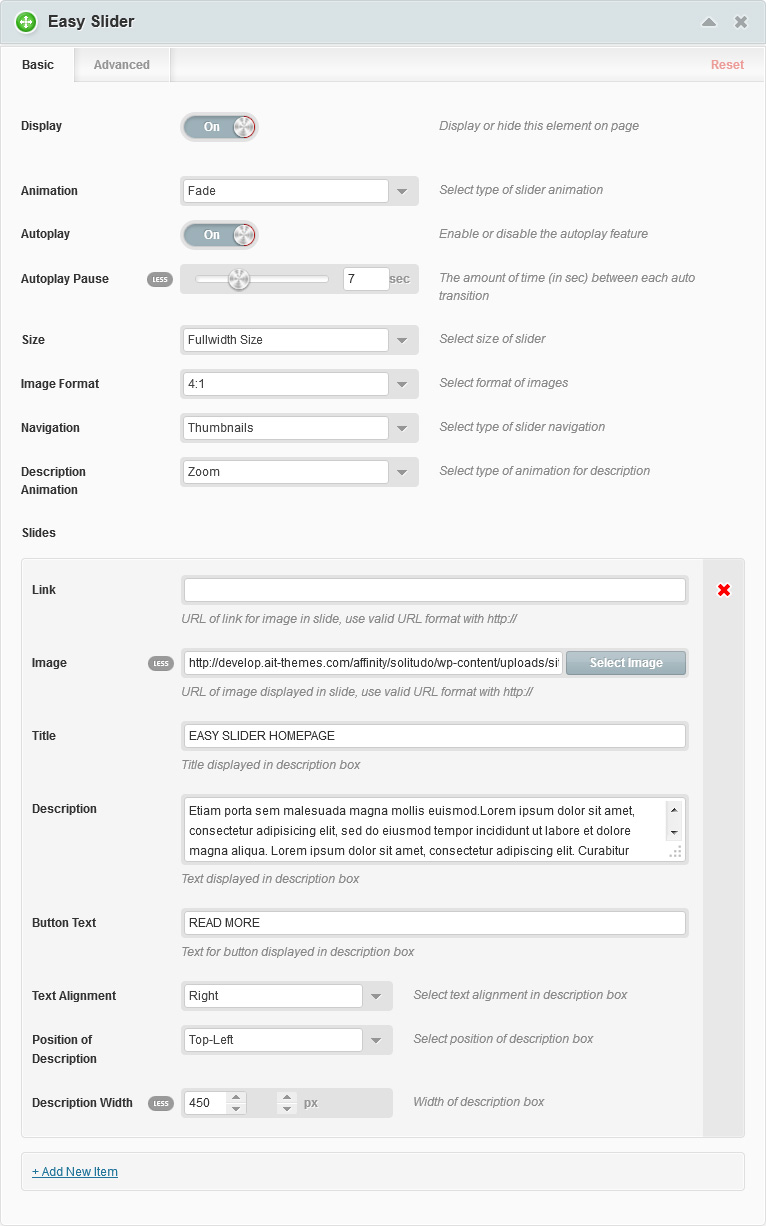 Easy Slider
Basic Advanced Reset
Display On Display or hide this element on page
Animation Fade Select type of slider animation
Autoplay On Enable or disable the autoplay feature
Autoplay Pause LESS 7 sec The amount of time (in sec) between each auto
transition
Size Fullwidth Size Select size of slider
Image Format 4:1 Select format of images
Navigation Thumbnails Select type of slider navigation
Description Zoom Select type of animation for description
Animation
Slides
Link
URL of link for image in slide, use valid URL format with http://
Image LESS http://develop.ait-themes.com/affinity/solitudo/wp-content/uploads/si Select Image
URL of image displayed in slide, use valid URL format with http://
Title EASY SLIDER HOMEPAGE
Title displayed in description box
Description Etiam porta sem malesuada magna mollis euismod.Lorem ipsum dolor sit amet,
consectetur adipisicing elit, sed do eiusmod tempor incididunt ut labore et dolore
magna aliqua. Lorem ipsum dolor sit amet, consectetur adipiscing elit. Curabitur
Text displayed in description box
Button Text READ MORE
Text for button displayed in description box
Text Alignment Right Select text alignment in description box
Position of Top-Left Select position of description box
Description
Description Width LESS 450 px Width of description box
+ Add New Item